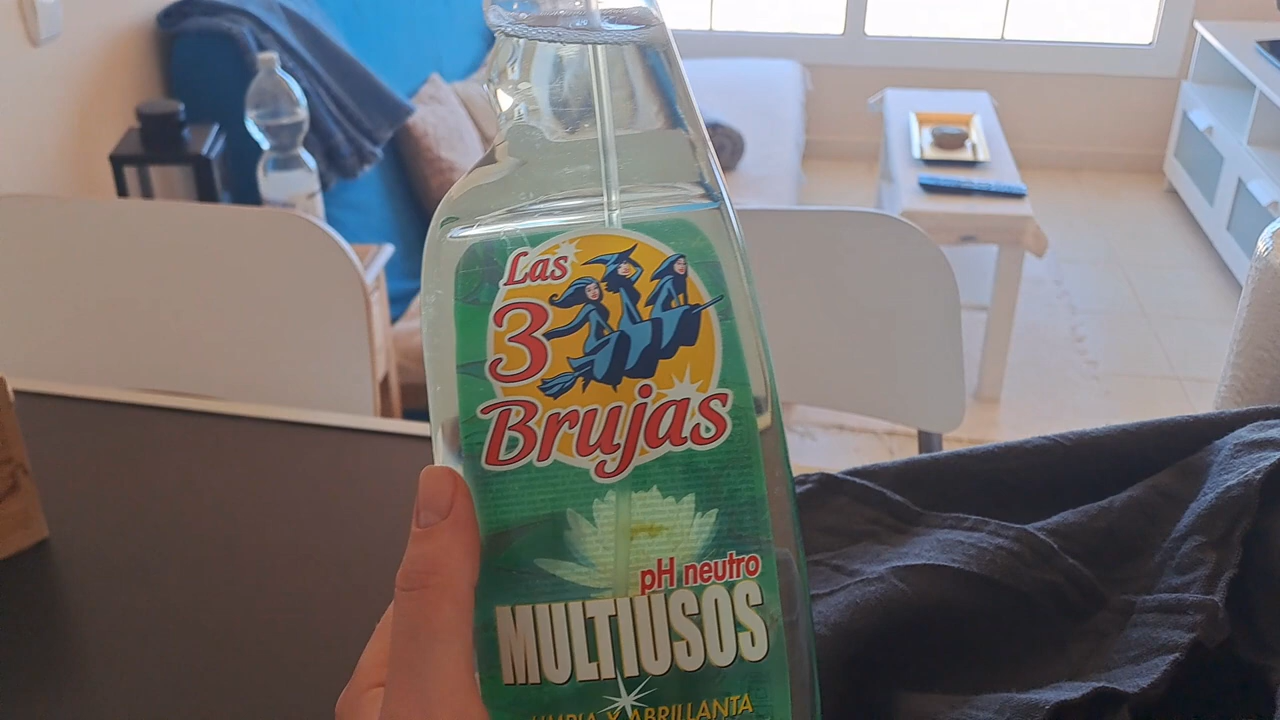 Las
3
Brujas
pH neutro
MULTIUSOS
LIMPIA Y ABRILLANTA